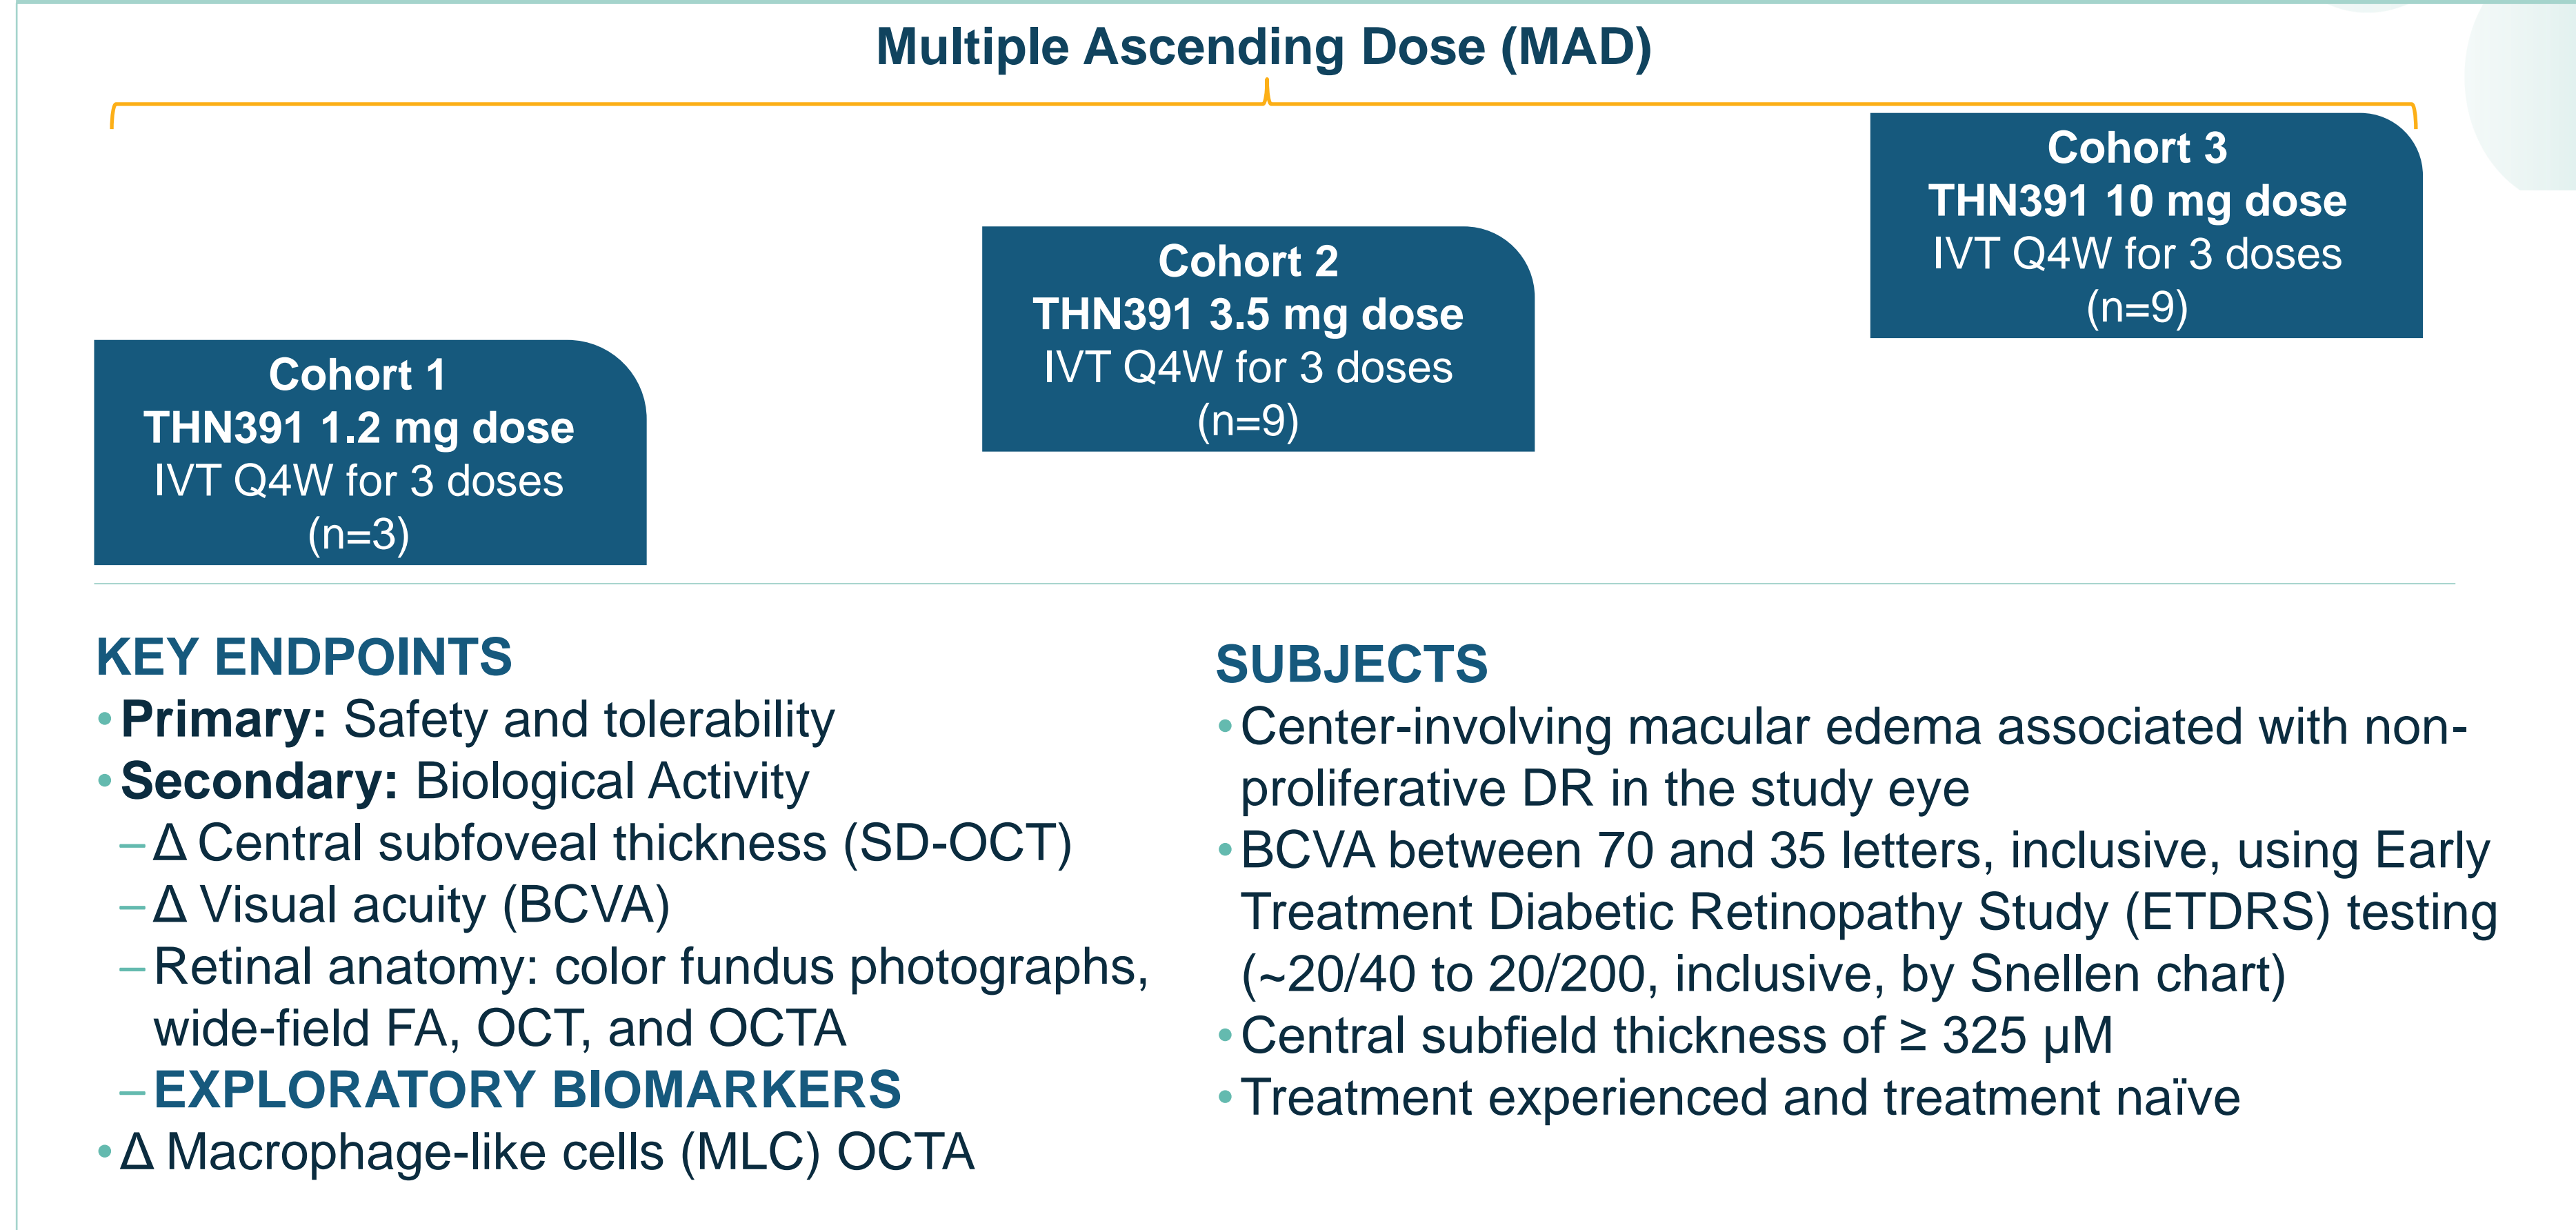 Multiple Ascending Dose (MAD)
Cohort 1
THN391 1.2 mg dose
IVT Q4W for 3 doses
(n=3)
Cohort 2
THN391 3.5 mg dose
IVT Q4W for 3 doses
(n=9)
Cohort 3
THN391 10 mg dose
IVT Q4W for 3 doses
(n=9)
KEY ENDPOINTS
•Primary: Safety and tolerability
•Secondary: Biological Activity
–Δ Central subfoveal thickness (SD-OCT)
–Δ Visual acuity (BCVA)
–Retinal anatomy: color fundus photographs,
wide-field FA, OCT, and OCTA
–EXPLORATORY BIOMARKERS
•Δ Macrophage-like cells (MLC) OCTA
SUBJECTS
•Center-involving macular edema associated with non-
proliferative DR in the study eye
•BCVA between 70 and 35 letters, inclusive, using Early
Treatment Diabetic Retinopathy Study (ETDRS) testing
(~20/40 to 20/200, inclusive, by Snellen chart)
•Central subfield thickness of ≥ 325 µM
•Treatment experienced and treatment naïve